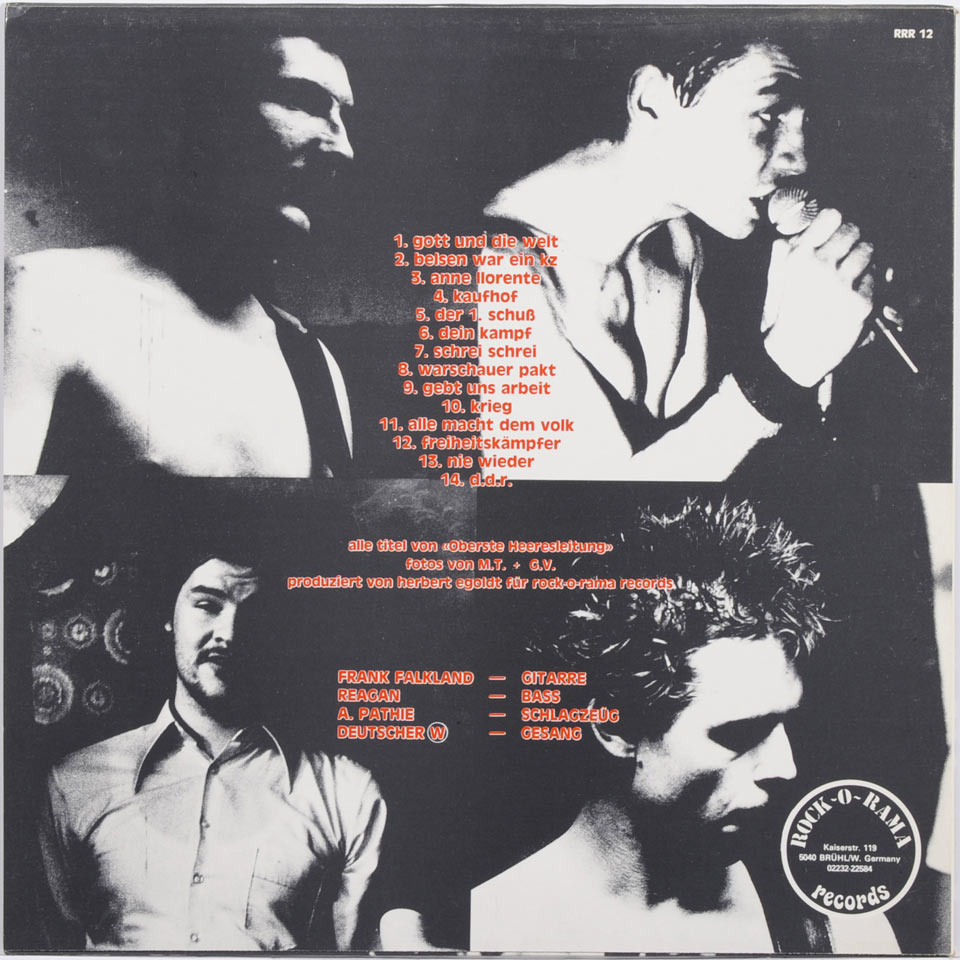 RRR 12
1. gott und die welt
2. belsen war ein kz
3. anne llorente
4. kaufhof
5. der 1. schuß
6. dein kampf
7. schrei schrei
8. warschauer pakt
9. gebt uns arbeit
10. krieg
11. alle macht dem volk
12. freiheitskämpfer
13. nie wieder
14. d.d.r.
alle titel von «Oberste Heeresleitung»
fotos von M.T. + C.V.
produziert von herbert egoldt für rock-o-rama records
FRANK FALKLAND — GITARRE
REAGAN — BASS
A. PATHIE — SCHLAGZEÜG
DEUTSCHER W — GESANG
ROCK-O-RAMA
Kaiserstr. 119
5040 BRÜHL/W. Germany
02232-22584
records